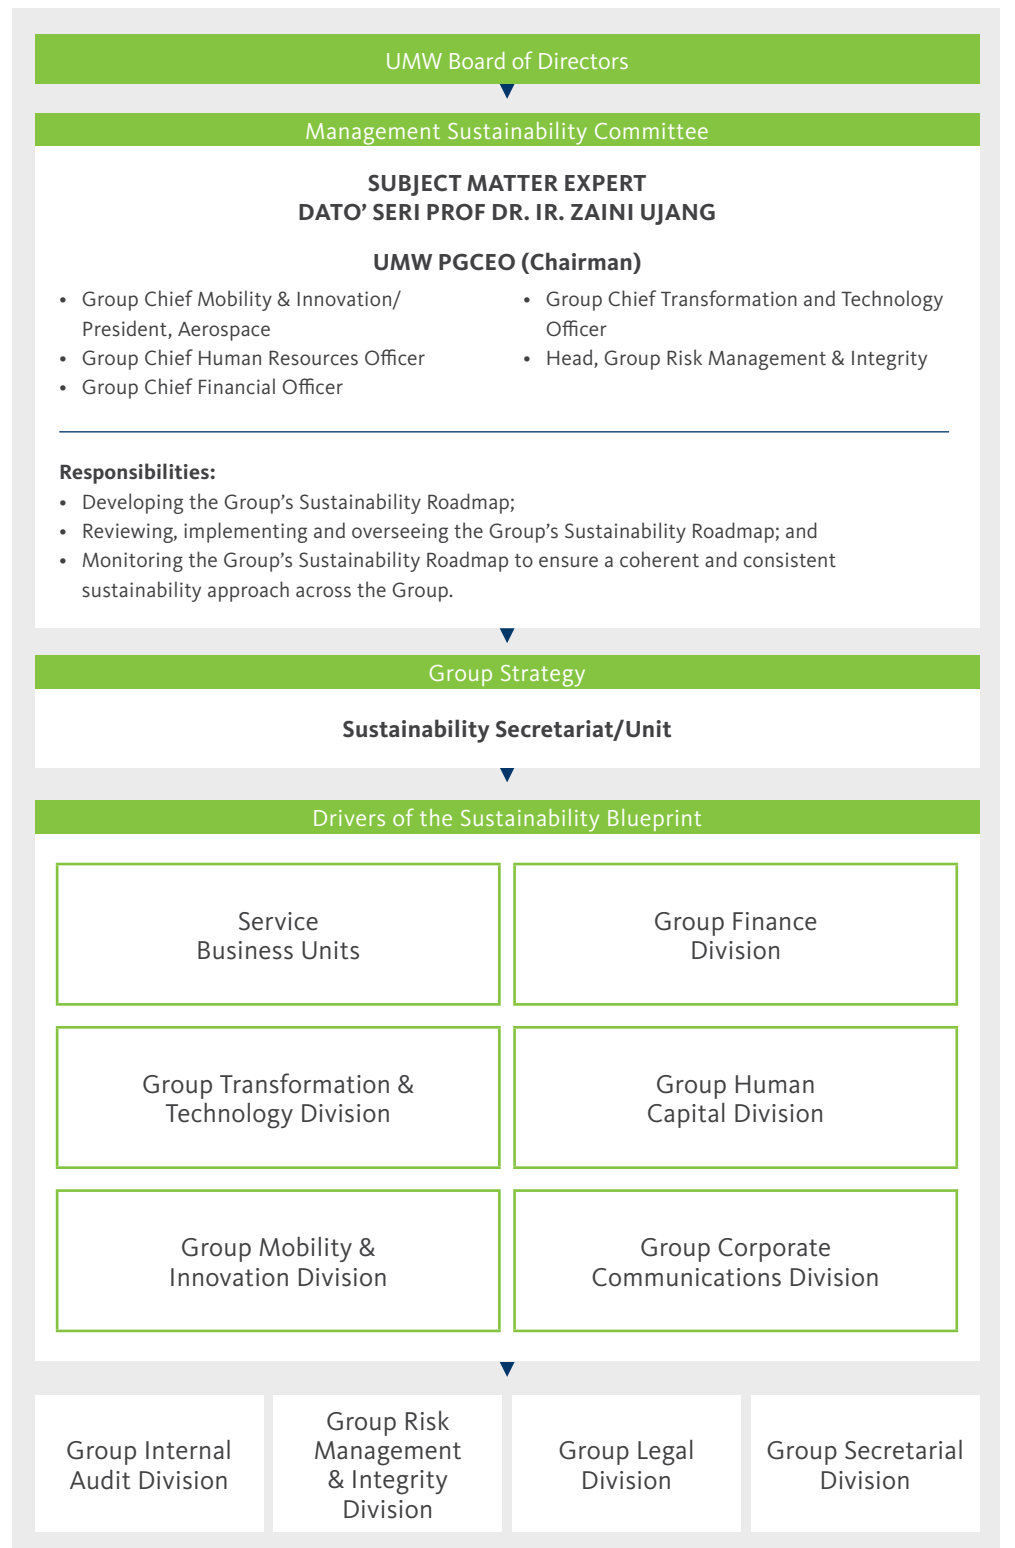 UMW Board of Directors
Management Sustainability Committee
SUBJECT MATTER EXPERT
DATO’ SERI PROF DR. IR. ZAINI UJANG
UMW PGCEO (Chairman)
• Group Chief Mobility & Innovation/
President, Aerospace
• Group Chief Human Resources Officer
• Group Chief Financial Officer
• Group Chief Transformation and Technology
Officer
• Head, Group Risk Management & Integrity
Responsibilities:
• Developing the Group’s Sustainability Roadmap;
• Reviewing, implementing and overseeing the Group’s Sustainability Roadmap; and
• Monitoring the Group’s Sustainability Roadmap to ensure a coherent and consistent
sustainability approach across the Group.
Group Strategy
Sustainability Secretariat/Unit
Drivers of the Sustainability Blueprint
Service
Business Units
Group Finance
Division
Group Transformation &
Technology Division
Group Human
Capital Division
Group Mobility &
Innovation Division
Group Corporate
Communications Division
Group Internal
Audit Division
Group Risk
Management
& Integrity
Division
Group Legal
Division
Group Secretarial
Division